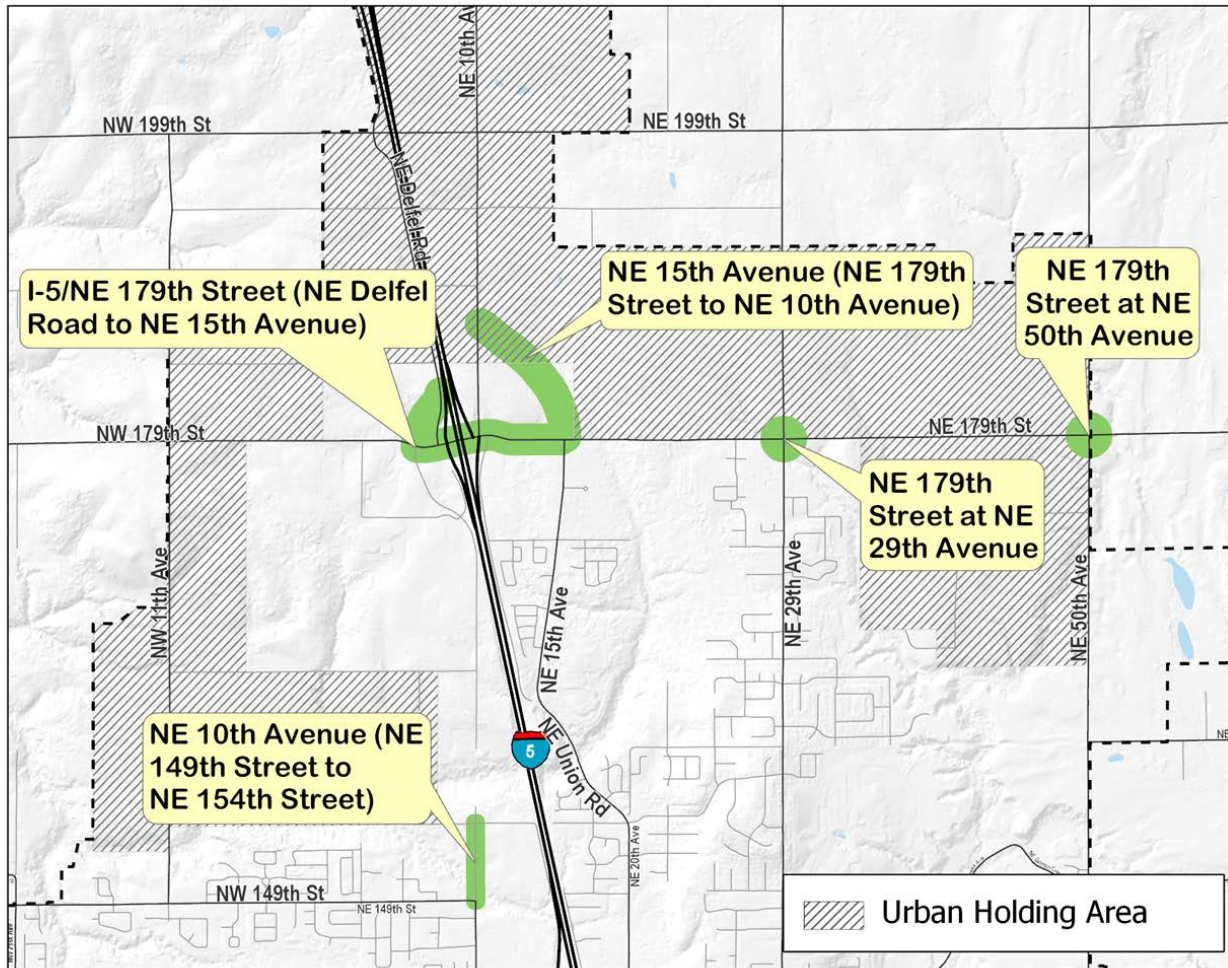 NE 10th Av
NW 199th St
NE 199th St
NE Delfel Rd
I-5/NE 179th Street (NE Delfel
Road to NE 15th Avenue)
NE 15th Avenue (NE 179th
Street to NE 10th Avenue)
NE 179th
Street at NE
50th Avenue
NW 179th St
NE 179th St
NE 179th
Street at NE
29th Avenue
NW 11th Ave
NE 15th Ave
NE 29th Ave
NE 50th Ave
NE 10th Avenue (NE
149th Street to
NE 154th Street)
5
NE Union Rd
NE
NE 20th Ave
NW 149th St
NE 149th St
Urban Holding Area